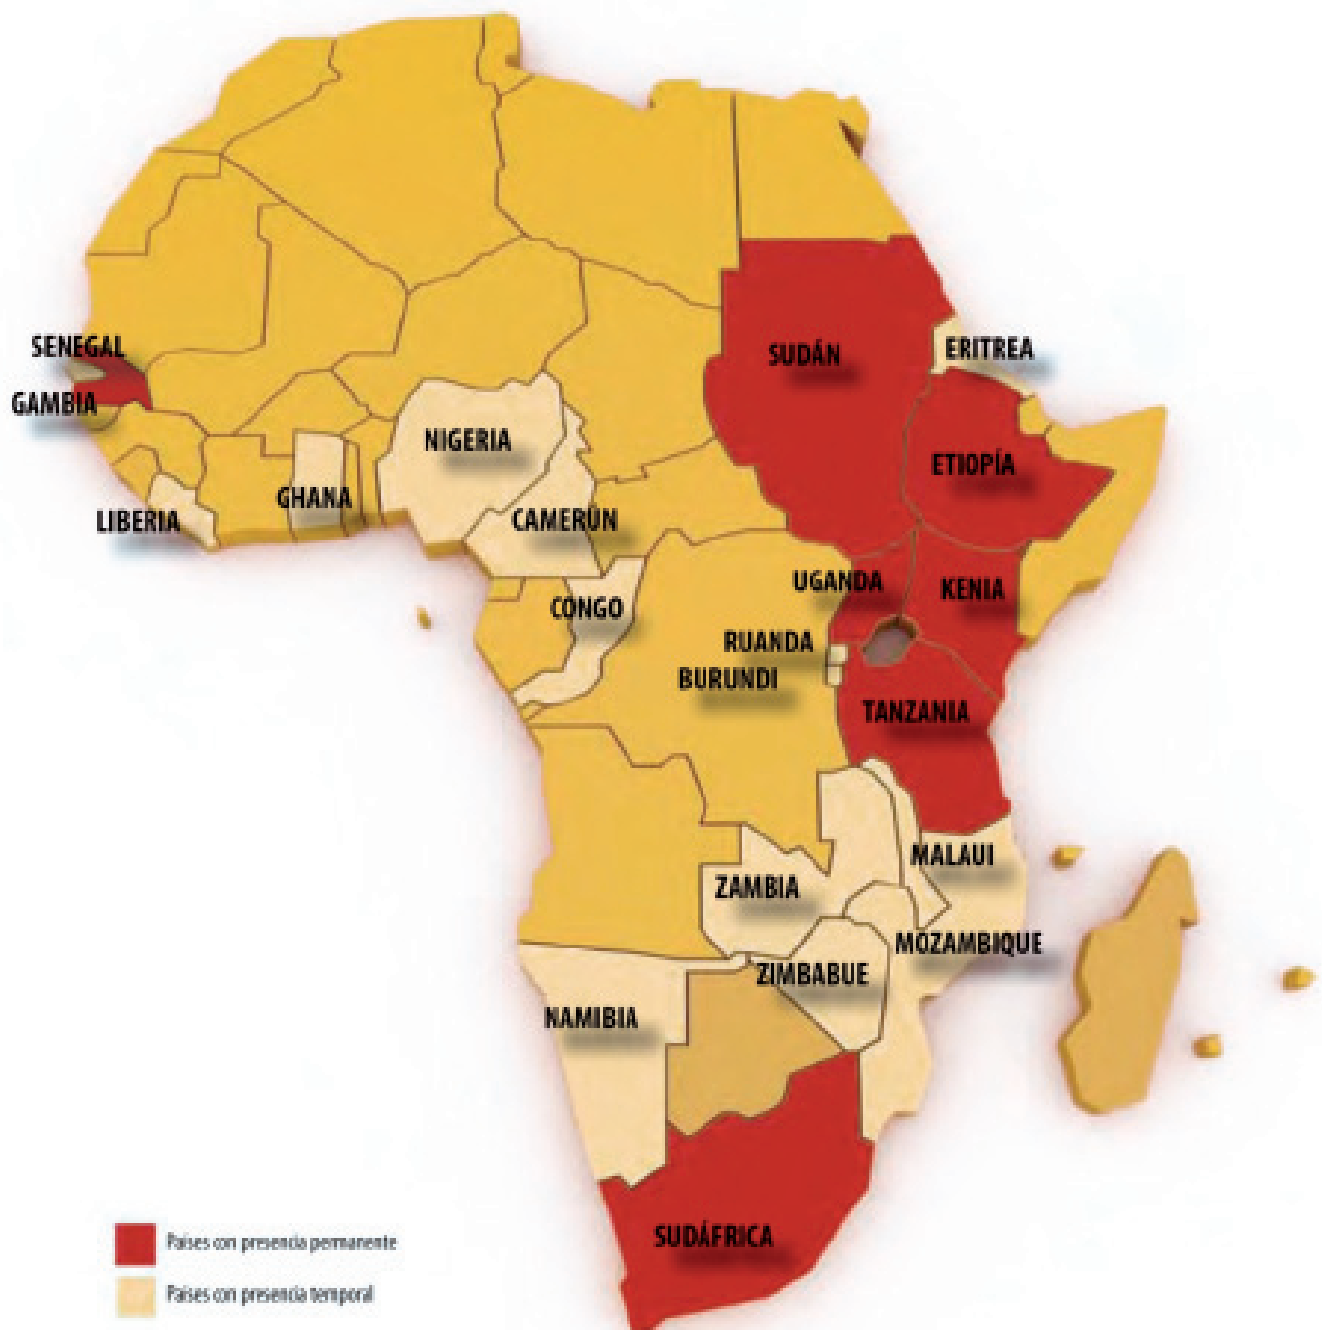 SENEGAL
SUDÁN
ERITREA
GAMBIA
NIGERIA
ETIOPÍA
GHANA
LIBERIA
CAMERÚN
UGANDA
KENIA
CONGO
RUANDA
BURUNDI
TANZANIA
MALAUI
ZAMBIA
MOZAMBIQUE
ZIMBABUE
NAMIBIA
SUDÁFRICA
Países con presencia permanente
Países con presencia temporal